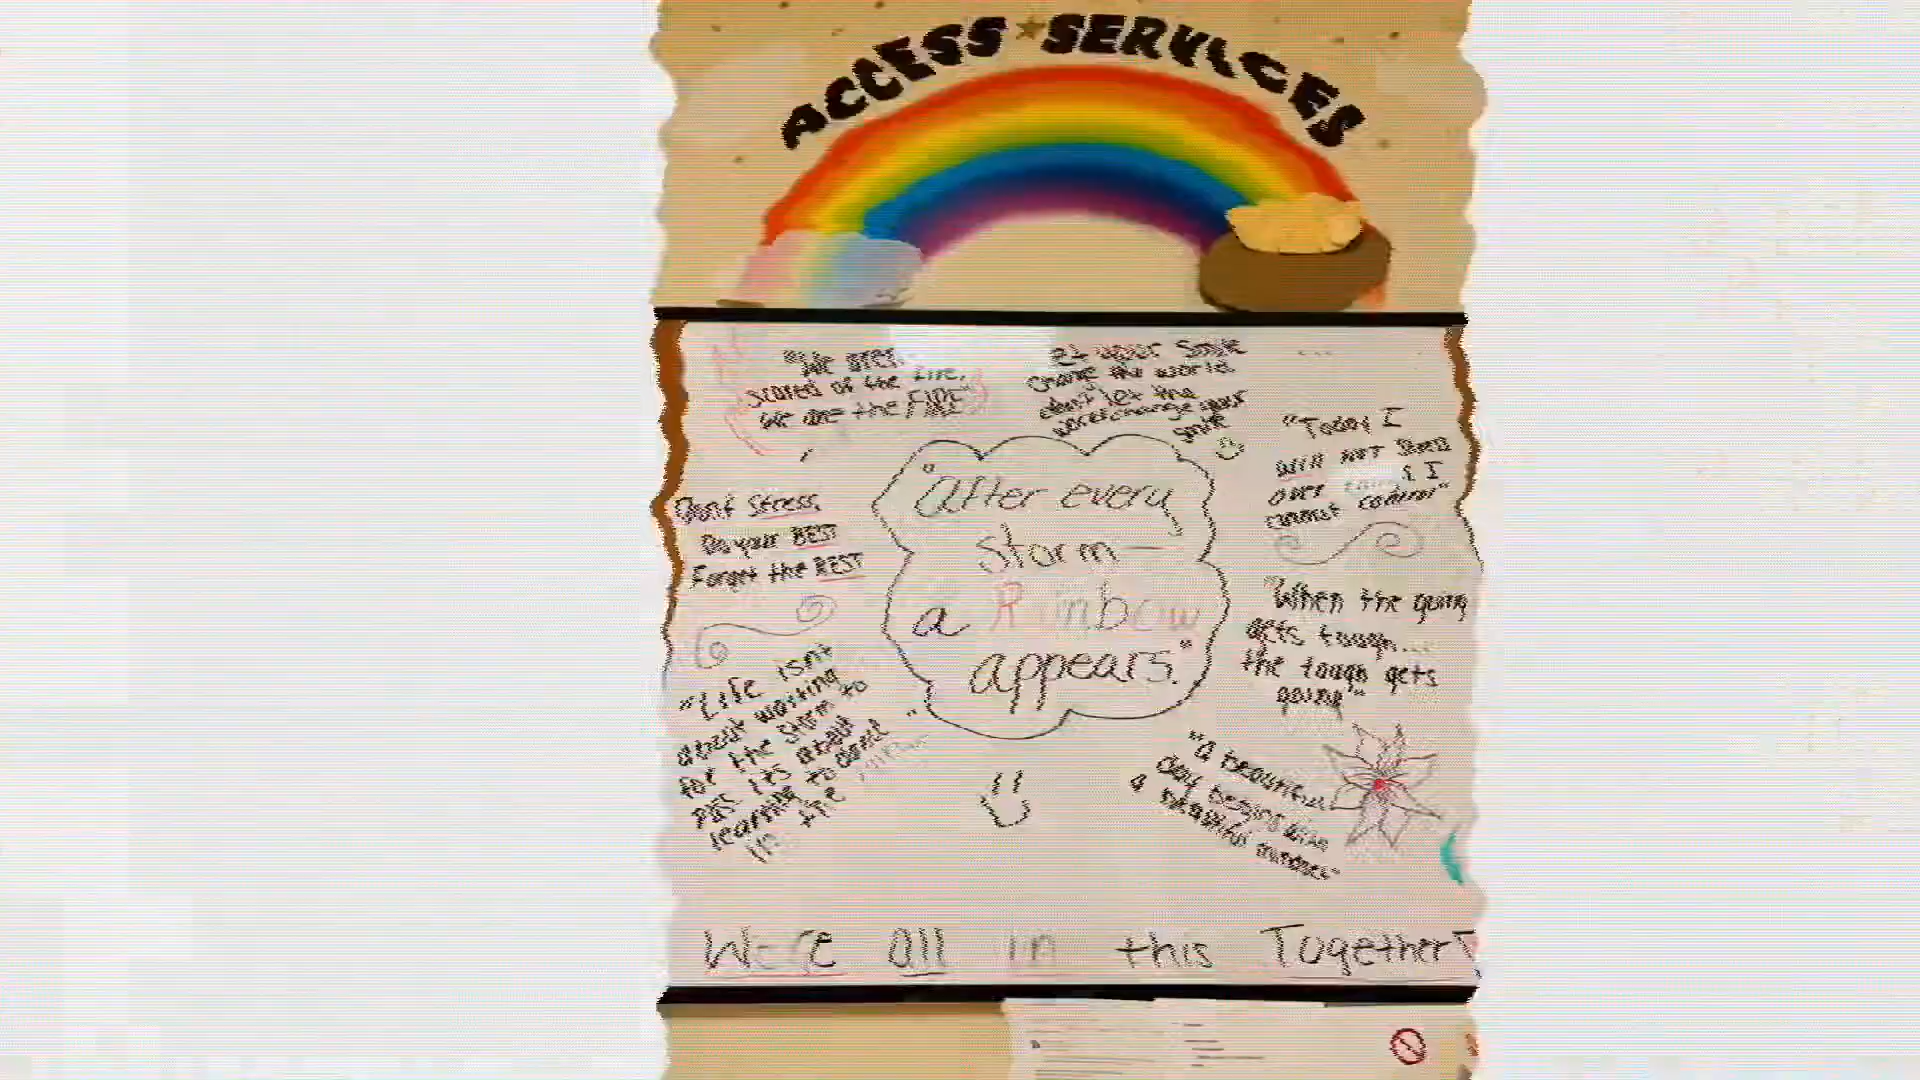 ACCESS ★ SERVICES
"We aren't
scared of the fire,
we are the FIRE"
let your Smile
change the world
don't let the
world change your
smile
"Today I
will not stress
over things I
cannot control"
Don't Stress,
Do your BEST
Forget the REST
"After every
Storm—
a Rainbow
appears."
"When the going
gets tough...
the tough gets
going"
"Life isn't
about waiting
for the storm to
pass its about
learning to dance
in the
"a beautiful
day begins with
a beautiful mindset"
We're all in this Together!